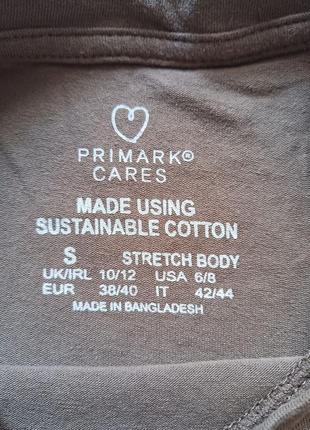 PRIMARK®
CARES
MADE USING
SUSTAINABLE COTTON
S STRETCH BODY
UK/IRL 10/12 USA 6/8
EUR 38/40 IT 42/44
MADE IN BANGLADESH